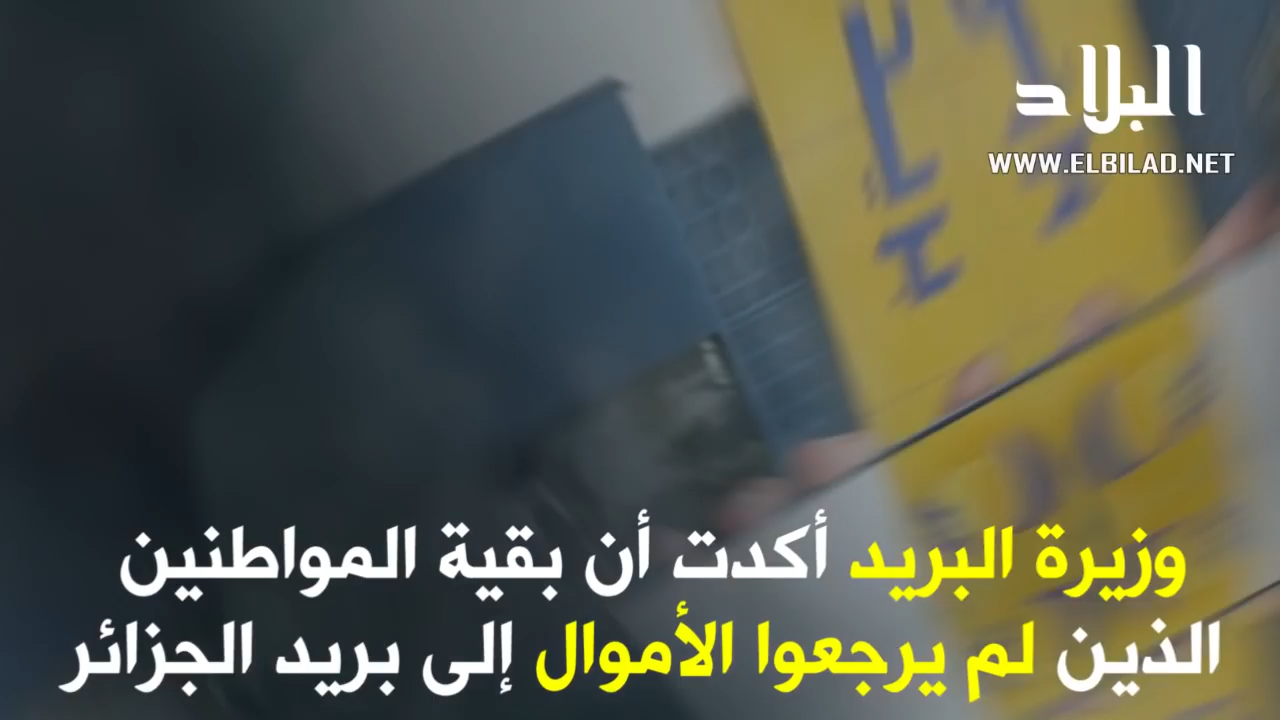 البلاد
WWW.ELBILAD.NET
وزيرة البريد أكدت أن بقية المواطنين
الذين لم يرجعوا الأموال إلى بريد الجزائر